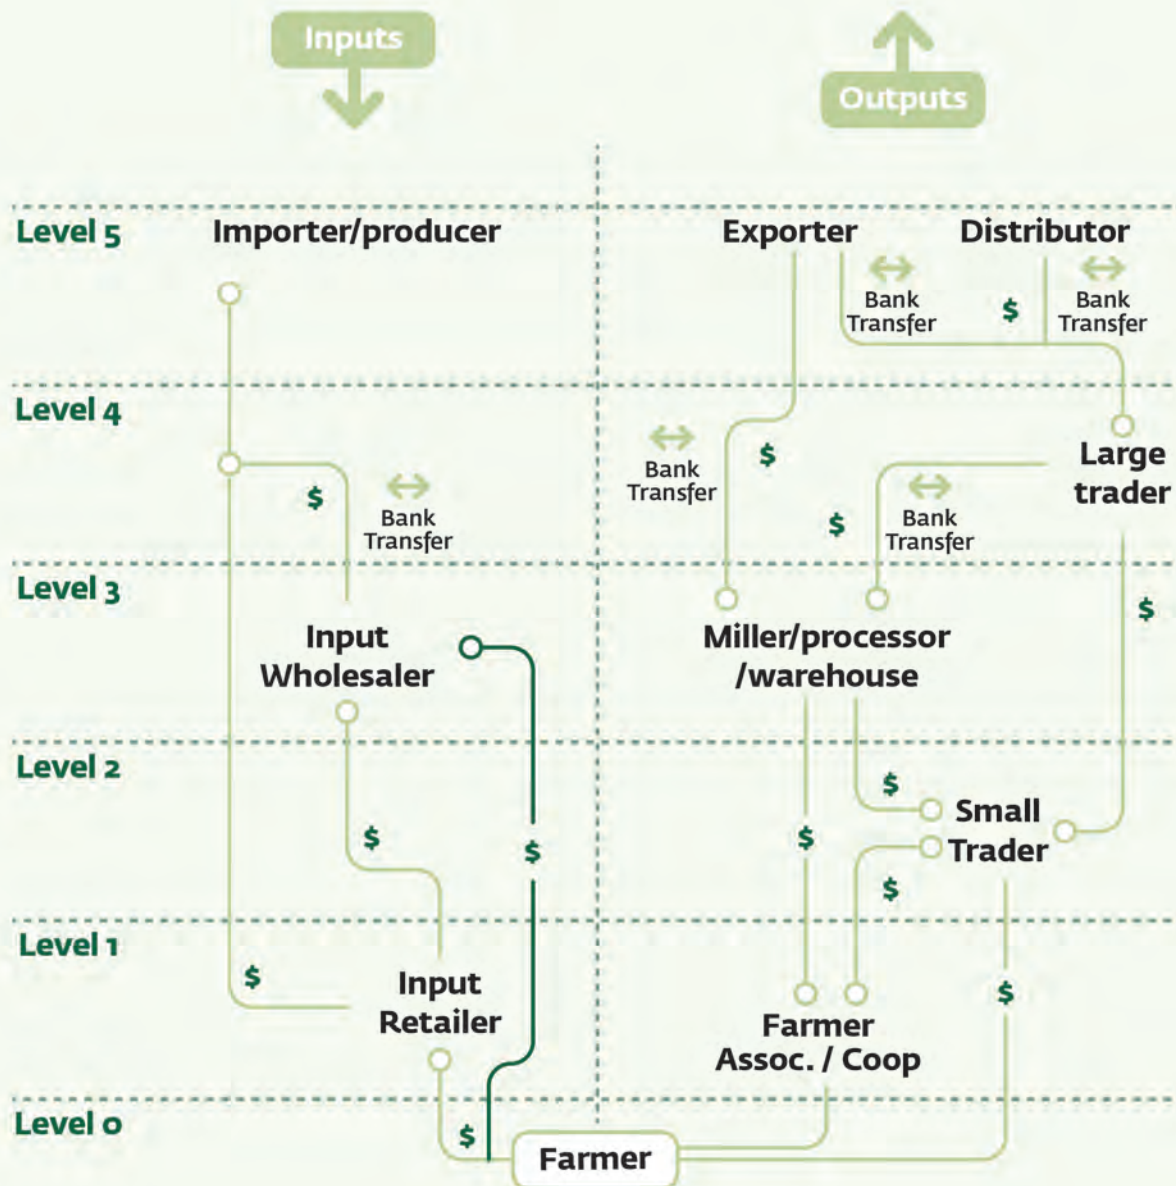 Inputs
Outputs
Level 5
Importer/producer
Exporter
Distributor
Bank
Transfer
$
Bank
Transfer
Level 4
Bank
Transfer
$
Large
trader
$
Bank
Transfer
$
Bank
Transfer
Level 3
Input
Wholesaler
Miller/processor
/warehouse
$
Level 2
$
$
$
$
Small
Trader
$
Level 1
$
Input
Retailer
Farmer
Assoc. / Coop
$
Level 0
$
Farmer